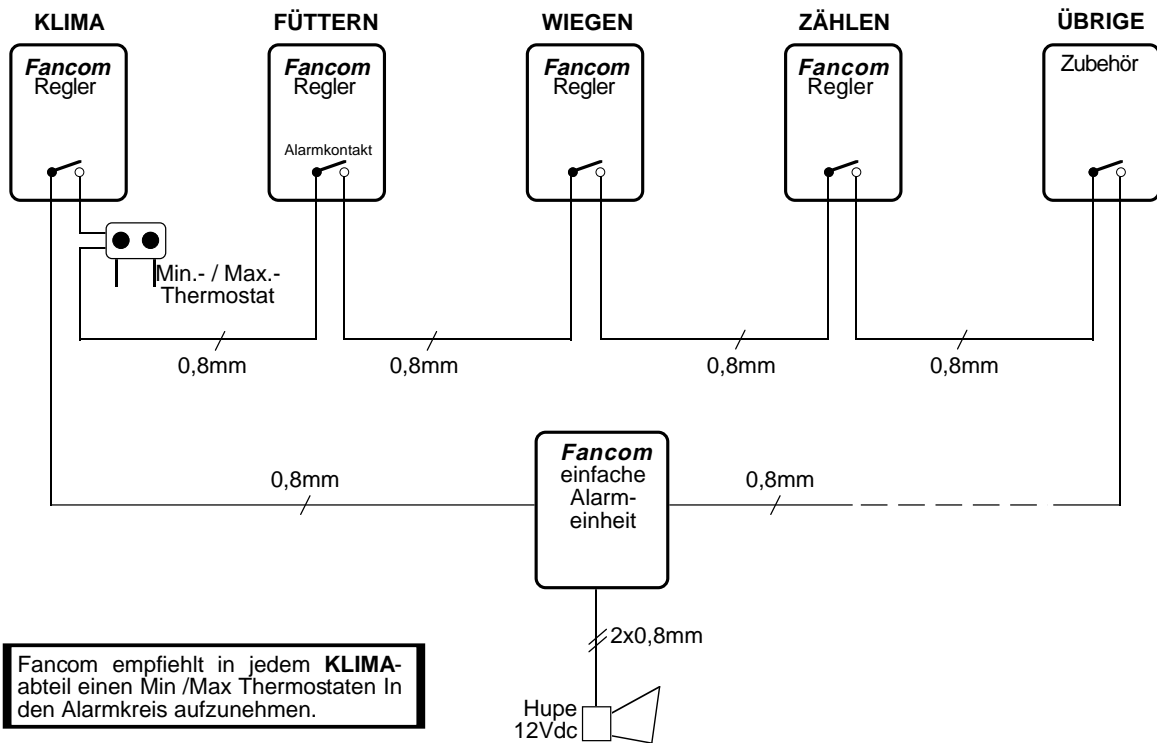 KLIMA
FÜTTERN
WIEGEN
ZÄHLEN
ÜBRIGE
Fancom
Regler
Fancom
Regler
Alarmkontakt
Fancom
Regler
Fancom
Regler
Zubehör
Min.- / Max.-
Thermostat
0,8mm
0,8mm
0,8mm
0,8mm
Fancom
einfache
Alarm-
einheit
0,8mm
0,8mm
2x0,8mm
Hupe
12Vdc
Fancom empfiehlt in jedem KLIMA-
abteil einen Min /Max Thermostaten In
den Alarmkreis aufzunehmen.